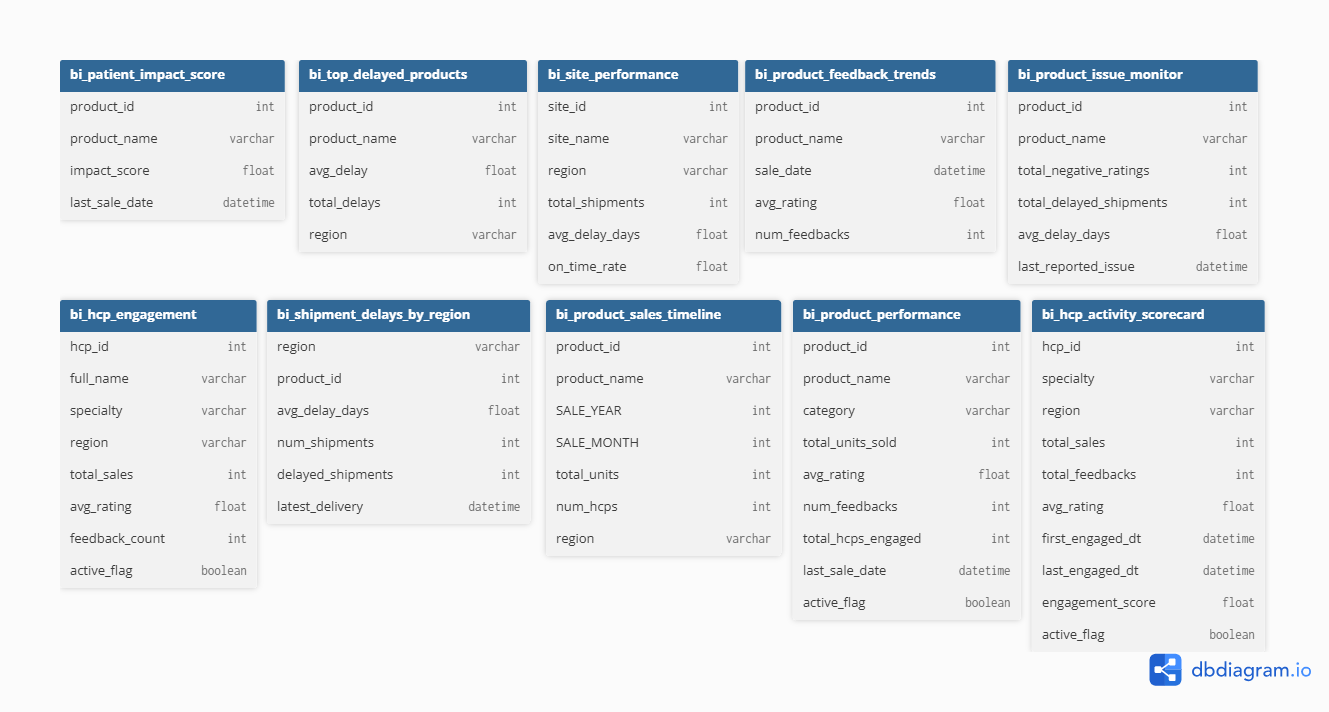 bi_patient_impact_score
product_id int
product_name varchar
impact_score float
last_sale_date datetime
bi_top_delayed_products
product_id int
product_name varchar
avg_delay float
total_delays int
region varchar
bi_site_performance
site_id int
site_name varchar
region varchar
total_shipments int
avg_delay_days float
on_time_rate float
bi_product_feedback_trends
product_id int
product_name varchar
sale_date datetime
avg_rating float
num_feedbacks int
bi_product_issue_monitor
product_id int
product_name varchar
total_negative_ratings int
total_delayed_shipments int
avg_delay_days float
last_reported_issue datetime
bi_hcp_engagement
hcp_id int
full_name varchar
specialty varchar
region varchar
total_sales int
avg_rating float
feedback_count int
active_flag boolean
bi_shipment_delays_by_region
region varchar
product_id int
avg_delay_days float
num_shipments int
delayed_shipments int
latest_delivery datetime
bi_product_sales_timeline
product_id int
product_name varchar
SALE_YEAR int
SALE_MONTH int
total_units int
num_hcps int
region varchar
bi_product_performance
product_id int
product_name varchar
category varchar
total_units_sold int
avg_rating float
num_feedbacks int
total_hcps_engaged int
last_sale_date datetime
active_flag boolean
bi_hcp_activity_scorecard
hcp_id int
specialty varchar
region varchar
total_sales int
total_feedbacks int
avg_rating float
first_engaged_dt datetime
last_engaged_dt datetime
engagement_score float
active_flag boolean
dbdiagram.io